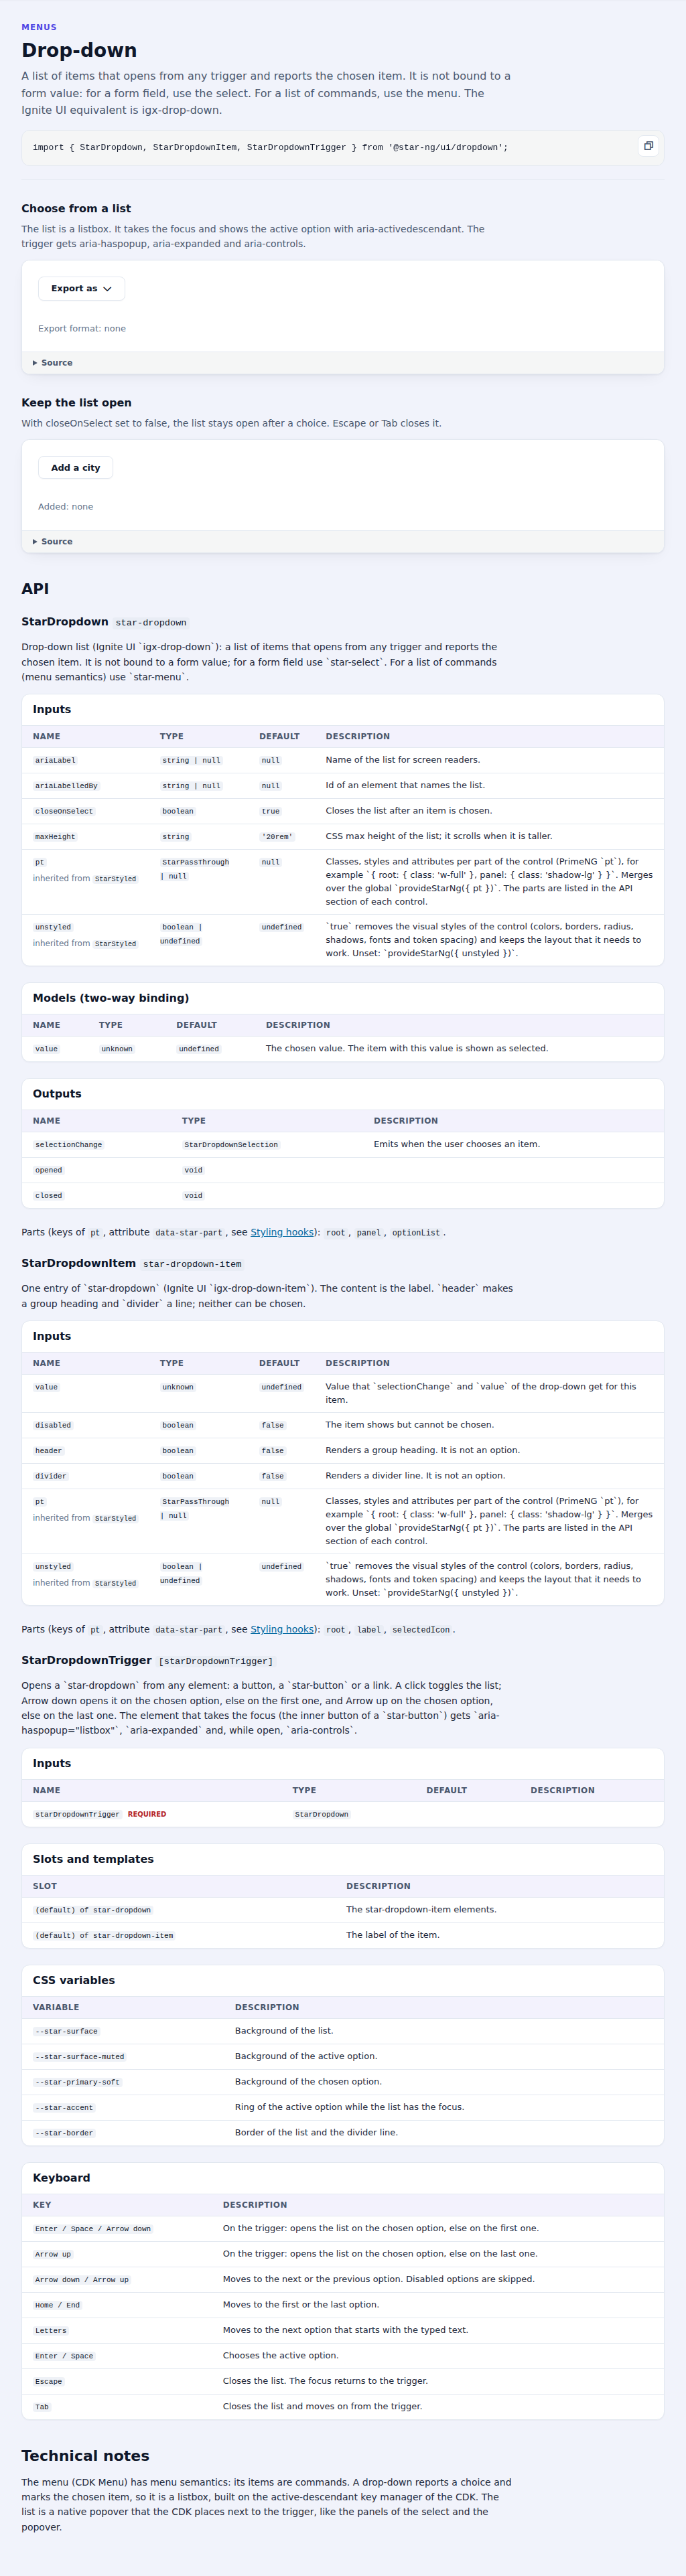 MENUS
Drop-down
A list of items that opens from any trigger and reports the chosen item. It is not bound to a
form value: for a form field, use the select. For a list of commands, use the menu. The
Ignite UI equivalent is igx-drop-down.
import { StarDropdown, StarDropdownItem, StarDropdownTrigger } from '@star-ng/ui/dropdown';
Choose from a list
The list is a listbox. It takes the focus and shows the active option with aria-activedescendant. The
trigger gets aria-haspopup, aria-expanded and aria-controls.
Export as
Export format: none
Source
Keep the list open
With closeOnSelect set to false, the list stays open after a choice. Escape or Tab closes it.
Add a city
Added: none
Source
API
StarDropdown star-dropdown
Drop-down list (Ignite UI `igx-drop-down`): a list of items that opens from any trigger and reports the
chosen item. It is not bound to a form value; for a form field use `star-select`. For a list of commands
(menu semantics) use `star-menu`.
Inputs
NAME TYPE DEFAULT DESCRIPTION
ariaLabel string | null null Name of the list for screen readers.
ariaLabelledBy string | null null Id of an element that names the list.
closeOnSelect boolean true Closes the list after an item is chosen.
maxHeight string '20rem' CSS max height of the list; it scrolls when it is taller.
pt StarPassThrough null Classes, styles and attributes per part of the control (PrimeNG `pt`), for
inherited from StarStyled | null example `{ root: { class: 'w-full' }, panel: { class: 'shadow-lg' } }`. Merges
over the global `provideStarNg({ pt })`. The parts are listed in the API
section of each control.
unstyled boolean | undefined `true` removes the visual styles of the control (colors, borders, radius,
inherited from StarStyled undefined shadows, fonts and token spacing) and keeps the layout that it needs to
work. Unset: `provideStarNg({ unstyled })`.
Models (two-way binding)
NAME TYPE DEFAULT DESCRIPTION
value unknown undefined The chosen value. The item with this value is shown as selected.
Outputs
NAME TYPE DESCRIPTION
selectionChange StarDropdownSelection Emits when the user chooses an item.
opened void
closed void
Parts (keys of pt, attribute data-star-part, see Styling hooks): root, panel, optionList.
StarDropdownItem star-dropdown-item
One entry of `star-dropdown` (Ignite UI `igx-drop-down-item`). The content is the label. `header` makes
a group heading and `divider` a line; neither can be chosen.
Inputs
NAME TYPE DEFAULT DESCRIPTION
value unknown undefined Value that `selectionChange` and `value` of the drop-down get for this
item.
disabled boolean false The item shows but cannot be chosen.
header boolean false Renders a group heading. It is not an option.
divider boolean false Renders a divider line. It is not an option.
pt StarPassThrough null Classes, styles and attributes per part of the control (PrimeNG `pt`), for
inherited from StarStyled | null example `{ root: { class: 'w-full' }, panel: { class: 'shadow-lg' } }`. Merges
over the global `provideStarNg({ pt })`. The parts are listed in the API
section of each control.
unstyled boolean | undefined `true` removes the visual styles of the control (colors, borders, radius,
inherited from StarStyled undefined shadows, fonts and token spacing) and keeps the layout that it needs to
work. Unset: `provideStarNg({ unstyled })`.
Parts (keys of pt, attribute data-star-part, see Styling hooks): root, label, selectedIcon.
StarDropdownTrigger [starDropdownTrigger]
Opens a `star-dropdown` from any element: a button, a `star-button` or a link. A click toggles the list;
Arrow down opens it on the chosen option, else on the first one, and Arrow up on the chosen option,
else on the last one. The element that takes the focus (the inner button of a `star-button`) gets `aria-
haspopup="listbox"`, `aria-expanded` and, while open, `aria-controls`.
Inputs
NAME TYPE DEFAULT DESCRIPTION
starDropdownTrigger REQUIRED StarDropdown
Slots and templates
SLOT DESCRIPTION
(default) of star-dropdown The star-dropdown-item elements.
(default) of star-dropdown-item The label of the item.
CSS variables
VARIABLE DESCRIPTION
--star-surface Background of the list.
--star-surface-muted Background of the active option.
--star-primary-soft Background of the chosen option.
--star-accent Ring of the active option while the list has the focus.
--star-border Border of the list and the divider line.
Keyboard
KEY DESCRIPTION
Enter / Space / Arrow down On the trigger: opens the list on the chosen option, else on the first one.
Arrow up On the trigger: opens the list on the chosen option, else on the last one.
Arrow down / Arrow up Moves to the next or the previous option. Disabled options are skipped.
Home / End Moves to the first or the last option.
Letters Moves to the next option that starts with the typed text.
Enter / Space Chooses the active option.
Escape Closes the list. The focus returns to the trigger.
Tab Closes the list and moves on from the trigger.
Technical notes
The menu (CDK Menu) has menu semantics: its items are commands. A drop-down reports a choice and
marks the chosen item, so it is a listbox, built on the active-descendant key manager of the CDK. The
list is a native popover that the CDK places next to the trigger, like the panels of the select and the
popover.